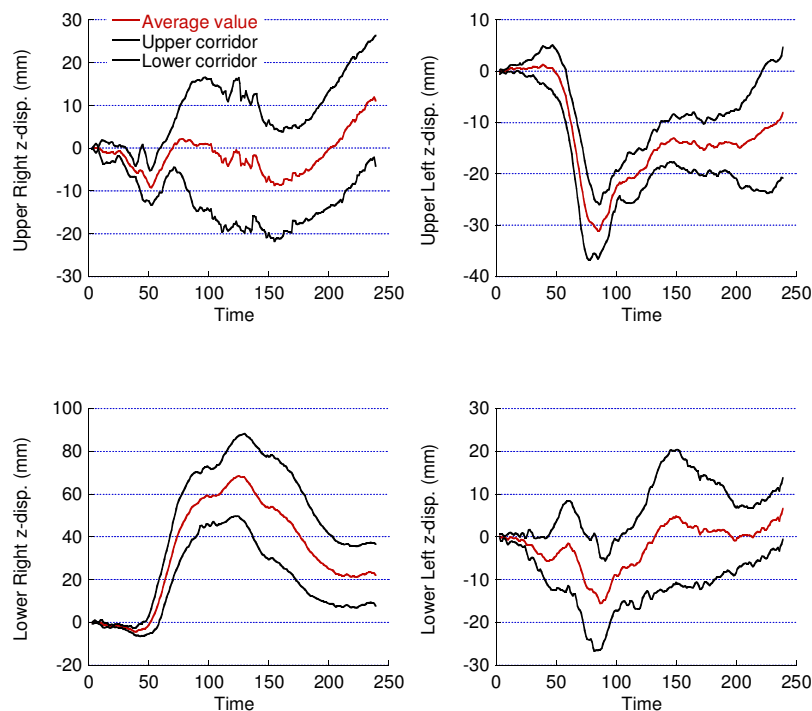 Average value
Upper corridor
Lower corridor
Upper Right z-disp. (mm)
30
20
10
0
-10
-20
-30
0 50 100 150 200 250
Time
Upper Left z-disp. (mm)
10
0
-10
-20
-30
-40
0 50 100 150 200 250
Time
Lower Right z-disp. (mm)
100
80
60
40
20
0
-20
0 50 100 150 200 250
Time
Lower Left z-disp. (mm)
30
20
10
0
-10
-20
-30
0 50 100 150 200 250
Time